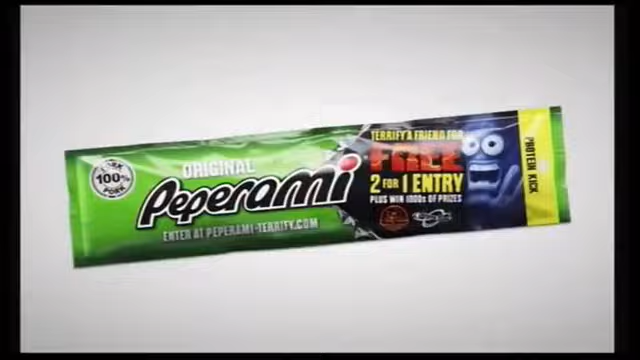 PORK
100%
PORK
ORIGINAL
Peperami
ENTER AT PEPERAMI-TERRIFY.COM
TERRIFY A FRIEND FOR
FREE
2 FOR 1 ENTRY
PLUS WIN 1000s OF PRIZES
PROTEIN KICK